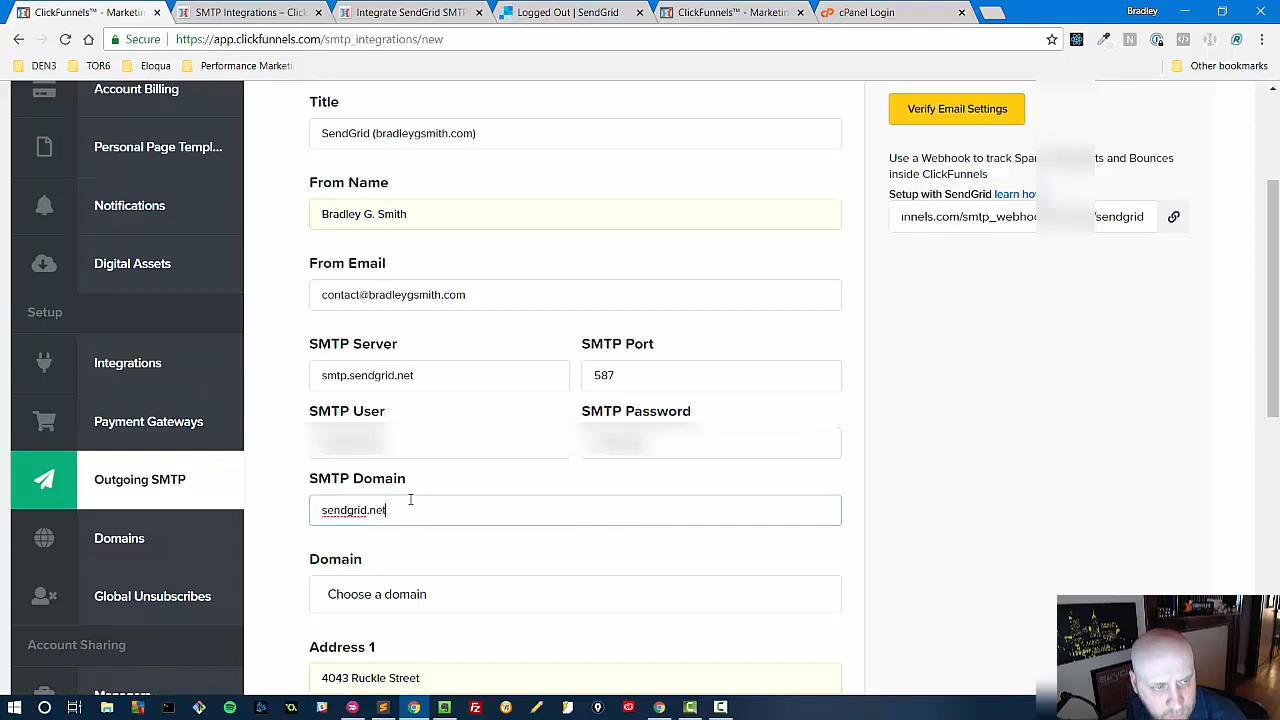 ClickFunnels™ - Marketin
SMTP Integrations – Click
Integrate SendGrid SMTP
Logged Out | SendGrid
ClickFunnels™ - Marketin
cPanel Login
Bradley
Secure
https://app.clickfunnels.com/smtp_integrations/new
DEN3
TOR6
Eloqua
Performance Marketi
Other bookmarks
Account Billing
Personal Page Templ...
Notifications
Digital Assets
Setup
Integrations
Payment Gateways
Outgoing SMTP
Domains
Global Unsubscribes
Account Sharing
Managers
Title
SendGrid (bradleygsmith.com)
From Name
Bradley G. Smith
From Email
contact@bradleygsmith.com
SMTP Server
SMTP Port
smtp.sendgrid.net
587
SMTP User
SMTP Password
SMTP Domain
sendgrid.net
Domain
Choose a domain
Address 1
4043 Ruckle Street
Verify Email Settings
Use a Webhook to track Spa ts and Bounces
inside ClickFunnels
Setup with SendGrid learn ho
nnels.com/smtp_webho /sendgrid